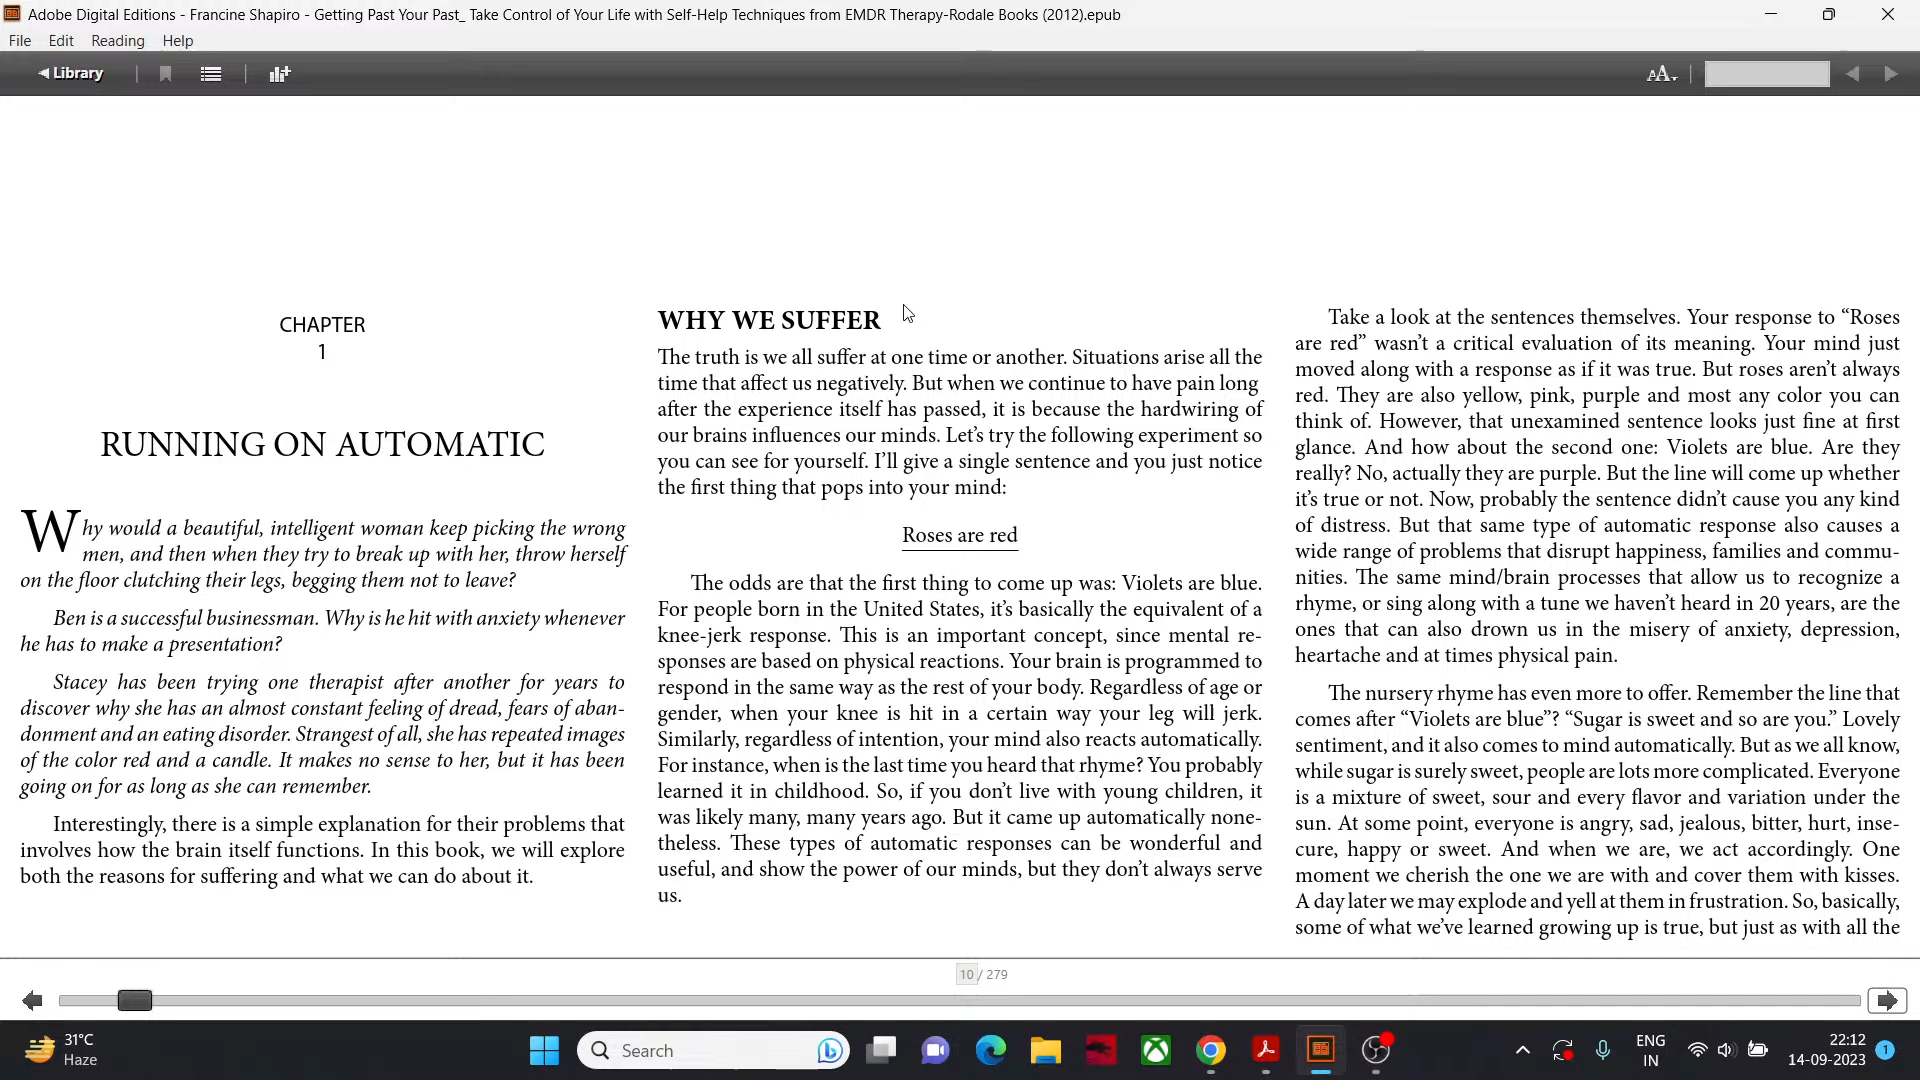 Adobe Digital Editions - Francine Shapiro - Getting Past Your Past_ Take Control of Your Life with Self-Help Techniques from EMDR Therapy-Rodale Books (2012).epub
File Edit Reading Help
Library
AA
CHAPTER
1
RUNNING ON AUTOMATIC
Why would a beautiful, intelligent woman keep picking the wrong
men, and then when they try to break up with her, throw herself
on the floor clutching their legs, begging them not to leave?
Ben is a successful businessman. Why is he hit with anxiety whenever
he has to make a presentation?
Stacey has been trying one therapist after another for years to
discover why she has an almost constant feeling of dread, fears of aban-
donment and an eating disorder. Strangest of all, she has repeated images
of the color red and a candle. It makes no sense to her, but it has been
going on for as long as she can remember.
Interestingly, there is a simple explanation for their problems that
involves how the brain itself functions. In this book, we will explore
both the reasons for suffering and what we can do about it.
WHY WE SUFFER
The truth is we all suffer at one time or another. Situations arise all the
time that affect us negatively. But when we continue to have pain long
after the experience itself has passed, it is because the hardwiring of
our brains influences our minds. Let’s try the following experiment so
you can see for yourself. I’ll give a single sentence and you just notice
the first thing that pops into your mind:
Roses are red
The odds are that the first thing to come up was: Violets are blue.
For people born in the United States, it’s basically the equivalent of a
knee-jerk response. This is an important concept, since mental re-
sponses are based on physical reactions. Your brain is programmed to
respond in the same way as the rest of your body. Regardless of age or
gender, when your knee is hit in a certain way your leg will jerk.
Similarly, regardless of intention, your mind also reacts automatically.
For instance, when is the last time you heard that rhyme? You probably
learned it in childhood. So, if you don’t live with young children, it
was likely many, many years ago. But it came up automatically none-
theless. These types of automatic responses can be wonderful and
useful, and show the power of our minds, but they don’t always serve
us.
Take a look at the sentences themselves. Your response to “Roses
are red” wasn’t a critical evaluation of its meaning. Your mind just
moved along with a response as if it was true. But roses aren’t always
red. They are also yellow, pink, purple and most any color you can
think of. However, that unexamined sentence looks just fine at first
glance. And how about the second one: Violets are blue. Are they
really? No, actually they are purple. But the line will come up whether
it’s true or not. Now, probably the sentence didn’t cause you any kind
of distress. But that same type of automatic response also causes a
wide range of problems that disrupt happiness, families and commu-
nities. The same mind/brain processes that allow us to recognize a
rhyme, or sing along with a tune we haven’t heard in 20 years, are the
ones that can also drown us in the misery of anxiety, depression,
heartache and at times physical pain.
The nursery rhyme has even more to offer. Remember the line that
comes after “Violets are blue”? “Sugar is sweet and so are you.” Lovely
sentiment, and it also comes to mind automatically. But as we all know,
while sugar is surely sweet, people are lots more complicated. Everyone
is a mixture of sweet, sour and every flavor and variation under the
sun. At some point, everyone is angry, sad, jealous, bitter, hurt, inse-
cure, happy or sweet. And when we are, we act accordingly. One
moment we cherish the one we are with and cover them with kisses.
A day later we may explode and yell at them in frustration. So, basically,
some of what we’ve learned growing up is true, but just as with all the
10 / 279
31°C
Haze
Search
ENG
IN
22:12
14-09-2023
1